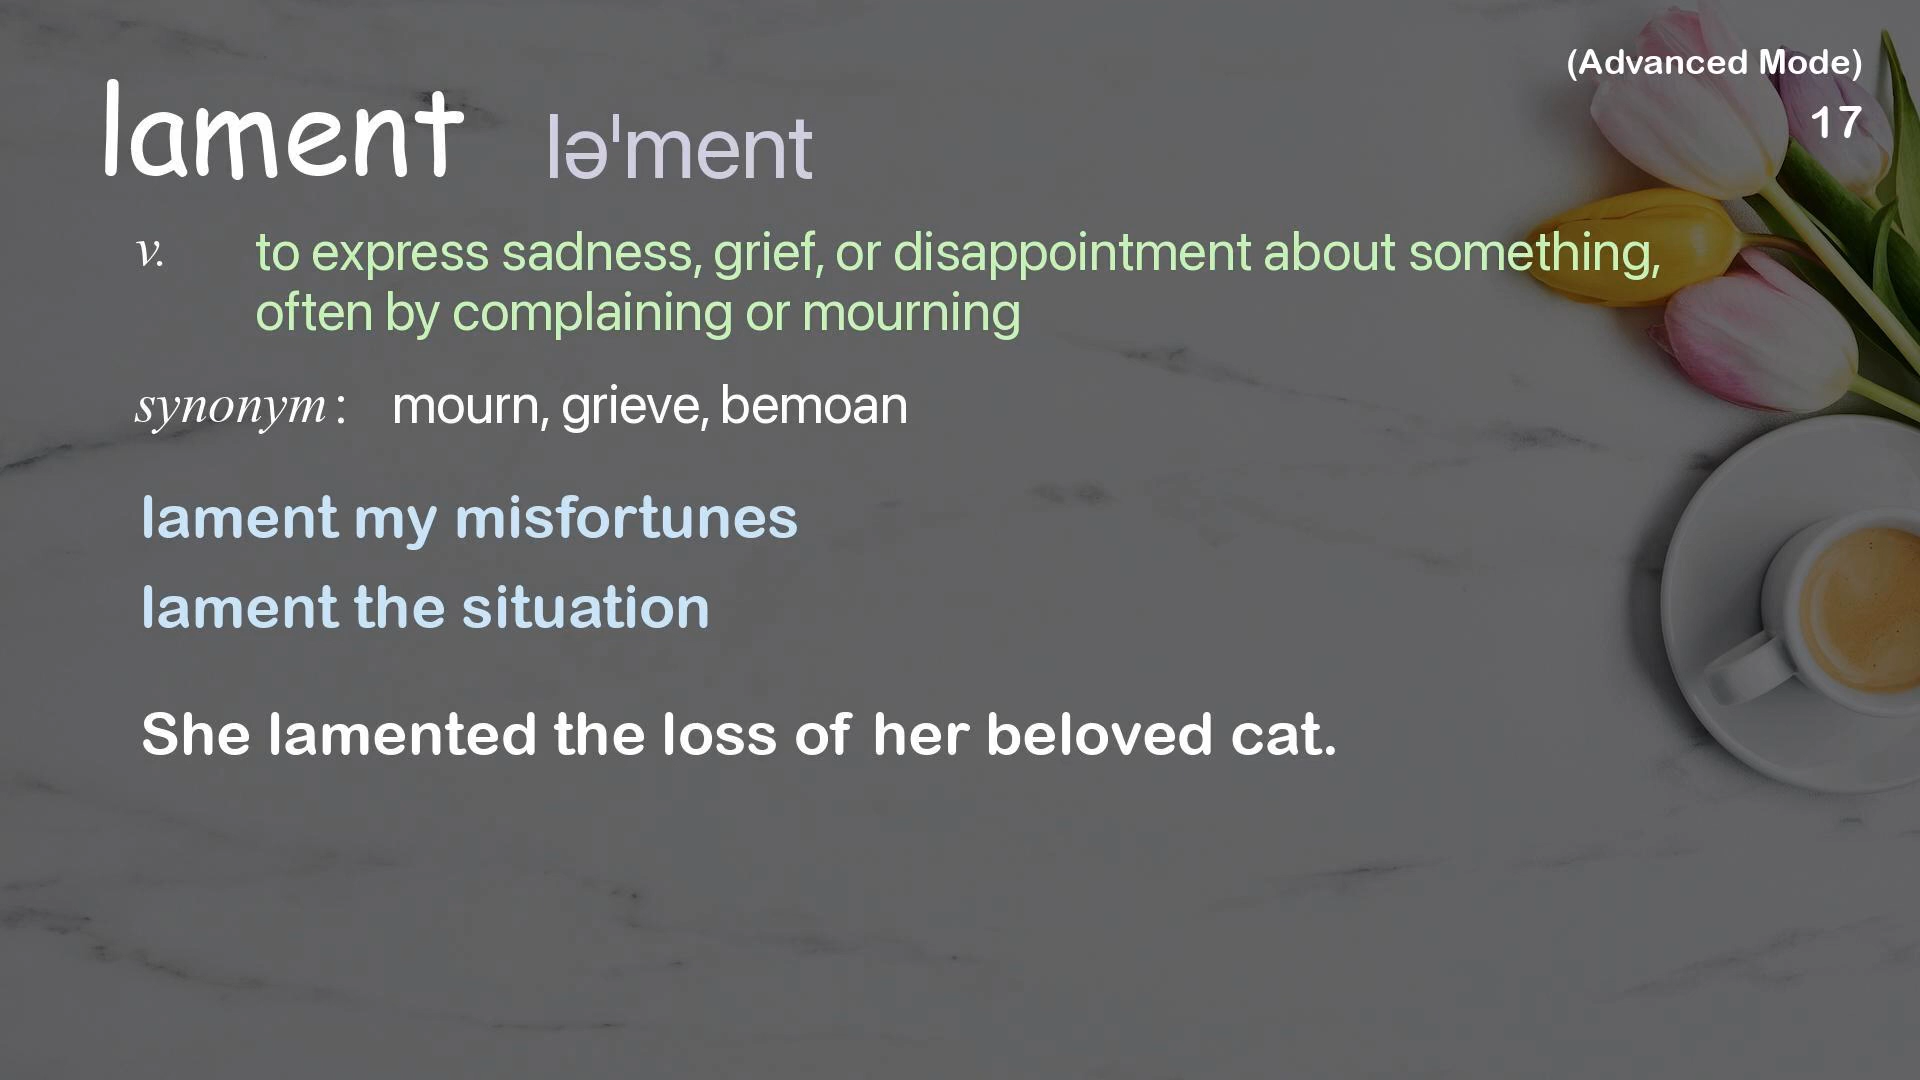 (Advanced Mode)
17
lament ləˈment
v. to express sadness, grief, or disappointment about something,
often by complaining or mourning
synonym : mourn, grieve, bemoan
lament my misfortunes
lament the situation
She lamented the loss of her beloved cat.